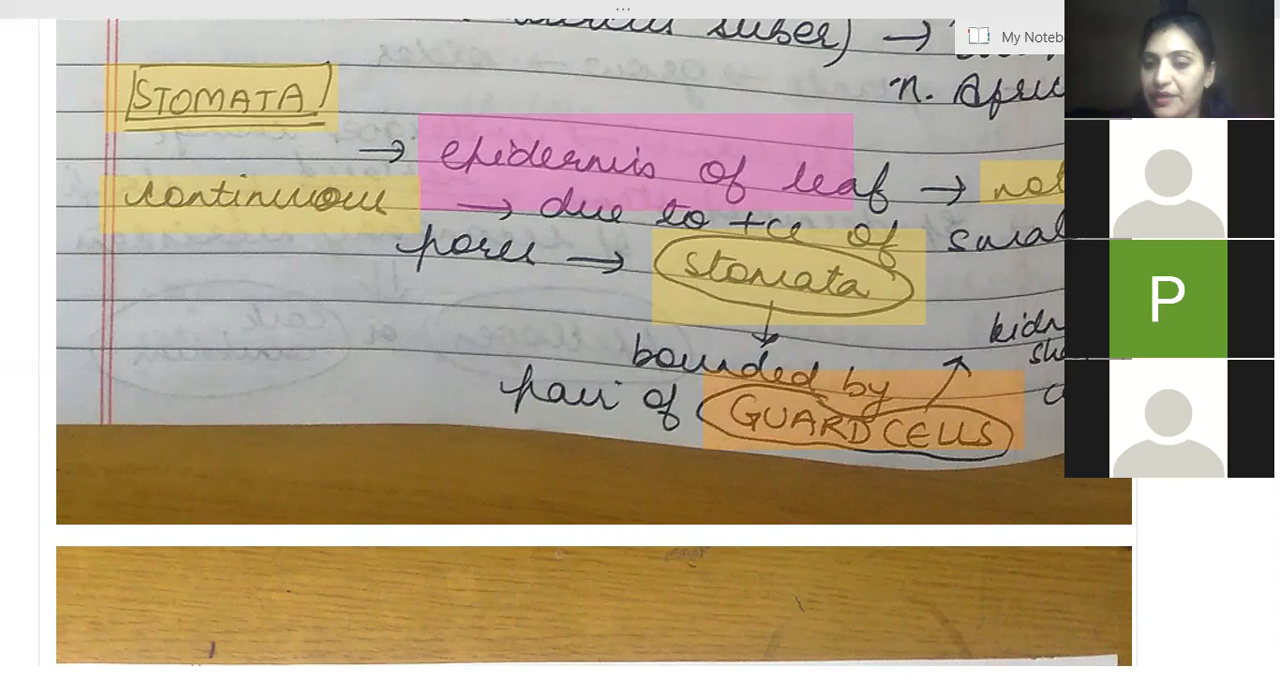 suber) →
My Noteb
n. Afric
STOMATA
→ epidermis of leaf → not
continuous → due to +ce of smal
pores → stomata
kidn
bounded by
pair of GUARD CELLS
P